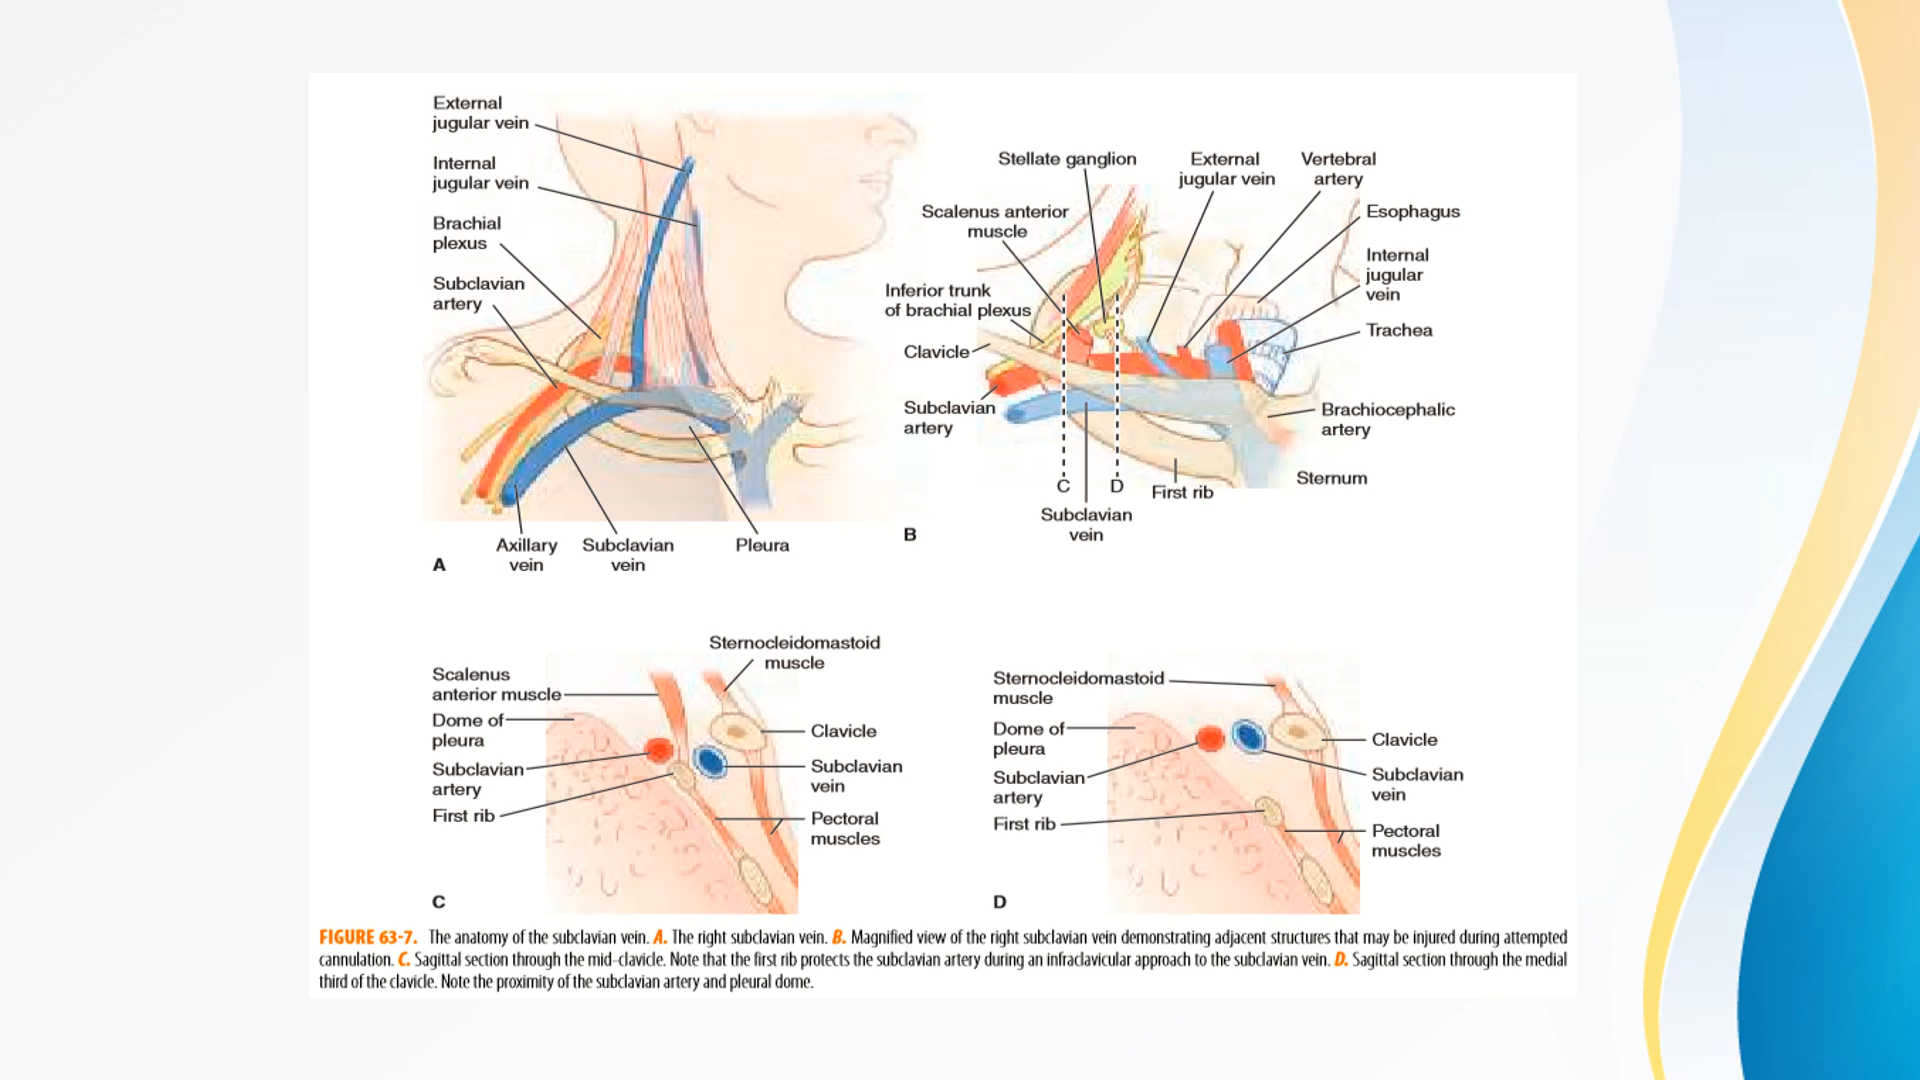 External
jugular vein
Internal
jugular vein
Brachial
plexus
Subclavian
artery
Axillary
vein
Subclavian
vein
Pleura
A
Stellate ganglion
External
jugular vein
Vertebral
artery
Scalenus anterior
muscle
Esophagus
Internal
jugular
vein
Inferior trunk
of brachial plexus
Trachea
Clavicle
Subclavian
artery
Brachiocephalic
artery
Sternum
C
D
First rib
Subclavian
vein
B
Sternocleidomastoid
muscle
Scalenus
anterior muscle
Dome of
pleura
Clavicle
Subclavian
artery
Subclavian
vein
First rib
Pectoral
muscles
C
Sternocleidomastoid
muscle
Dome of
pleura
Clavicle
Subclavian
artery
Subclavian
vein
First rib
Pectoral
muscles
D
FIGURE 63-7. The anatomy of the subclavian vein. A. The right subclavian vein. B. Magnified view of the right subclavian vein demonstrating adjacent structures that may be injured during attempted
cannulation. C. Sagittal section through the mid-clavicle. Note that the first rib protects the subclavian artery during an infraclavicular approach to the subclavian vein. D. Sagittal section through the medial
third of the clavicle. Note the proximity of the subclavian artery and pleural dome.